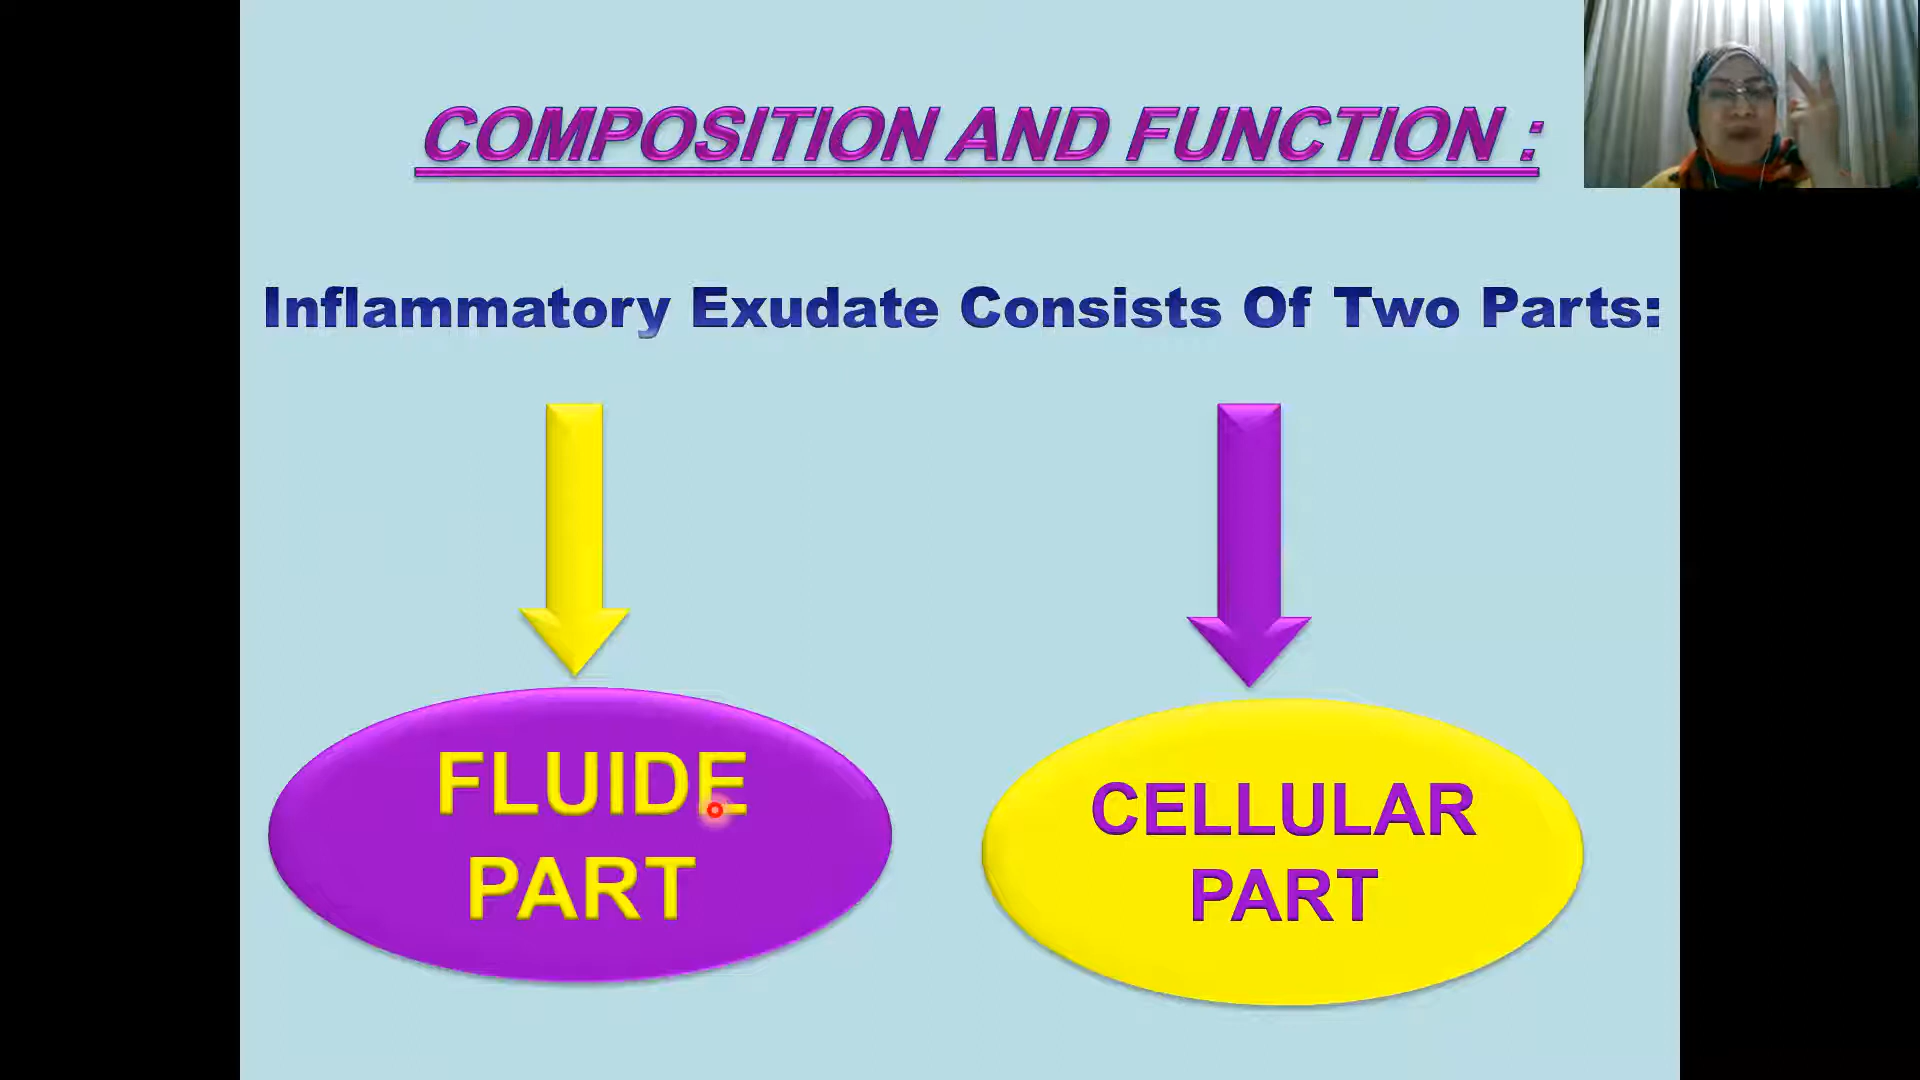 COMPOSITION AND FUNCTION :
Inflammatory Exudate Consists Of Two Parts:
FLUIDE
PART
CELLULAR
PART